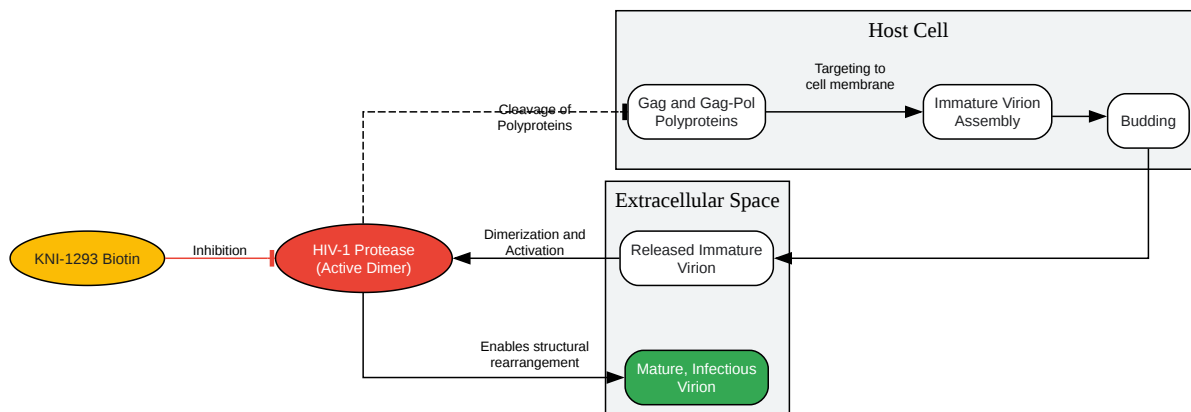 Host Cell
Targeting to
cell membrane
Gag and Gag-Pol
Polyproteins
Immature Virion
Assembly
Budding
Cleavage of
Polyproteins
Extracellular Space
KNI-1293 Biotin
Inhibition
HIV-1 Protease
(Active Dimer)
Dimerization and
Activation
Released Immature
Virion
Enables structural
rearrangement
Mature, Infectious
Virion